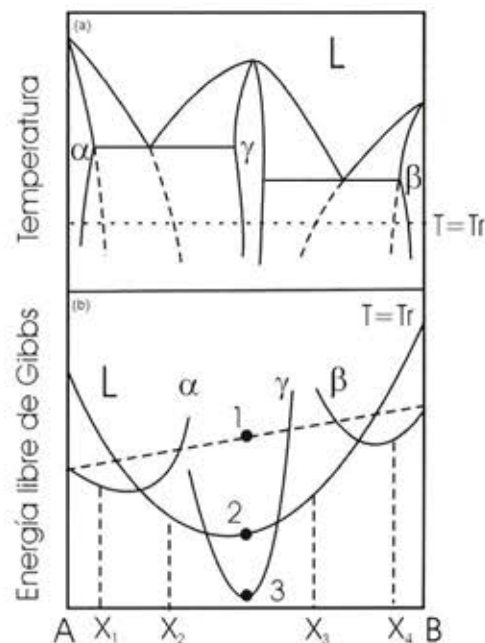 (a)
L
Temperatura
α
γ
β
T=Tr
(b)
T=Tr
Energía libre de Gibbs
L
α
γ
β
1
2
3
A X₁ X₂ X₃ X₄ B